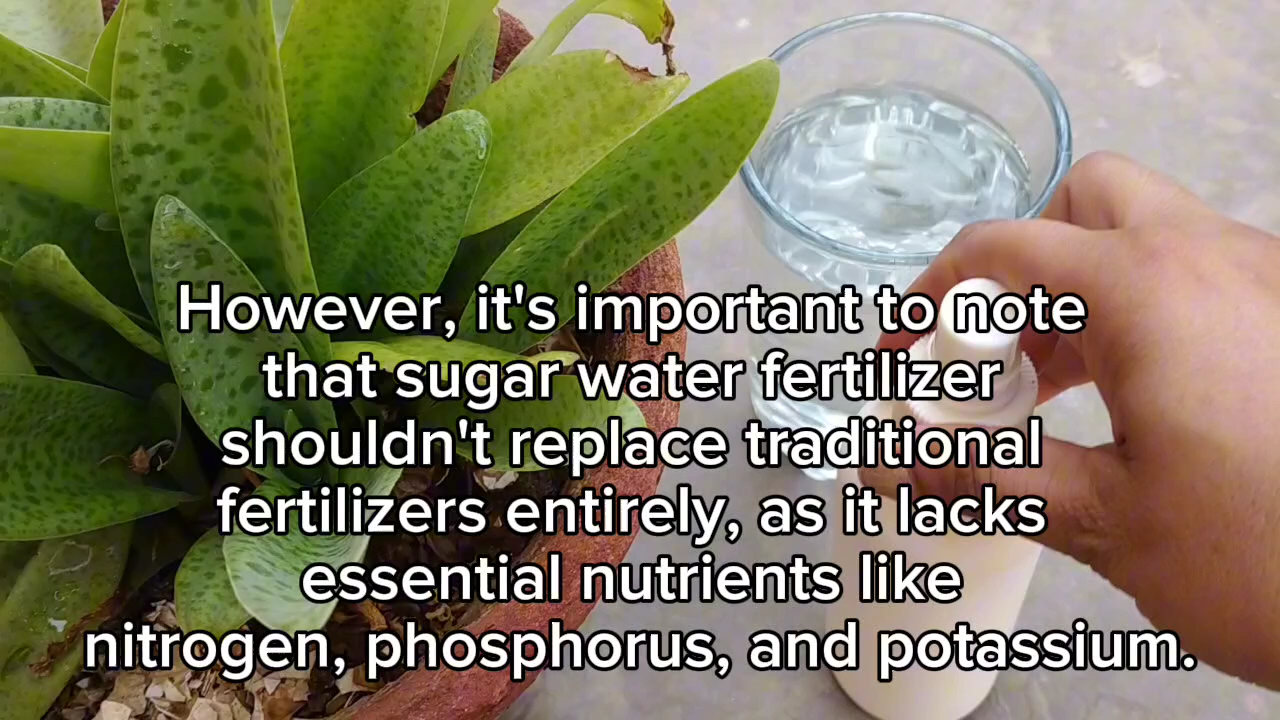 However, it's important to note
that sugar water fertilizer
shouldn't replace traditional
fertilizers entirely, as it lacks
essential nutrients like
nitrogen, phosphorus, and potassium.